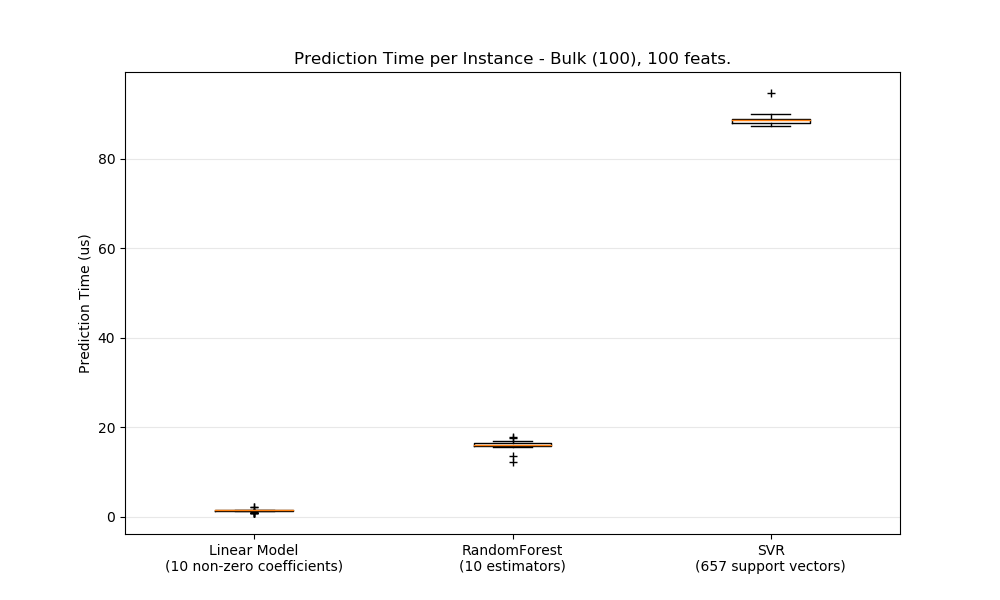 Prediction Time per Instance - Bulk (100), 100 feats.
Prediction Time (us)
80
60
40
20
0
Linear Model
(10 non-zero coefficients)
RandomForest
(10 estimators)
SVR
(657 support vectors)